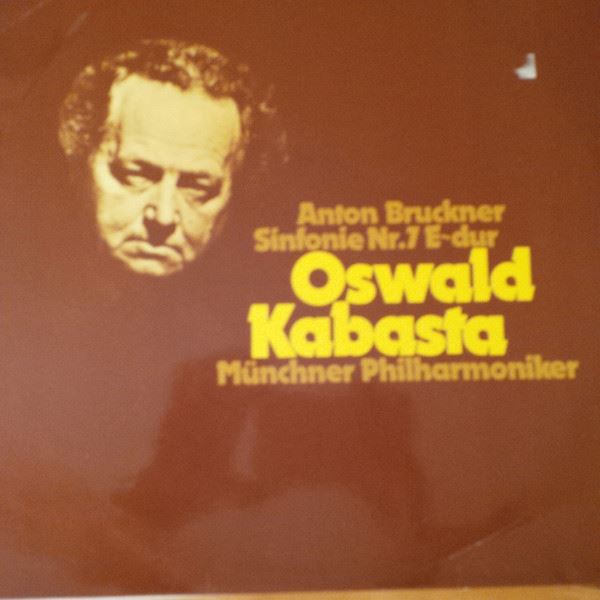 Anton Bruckner
Sinfonie Nr.7 E-dur
Oswald
Kabasta
Münchner Philharmoniker